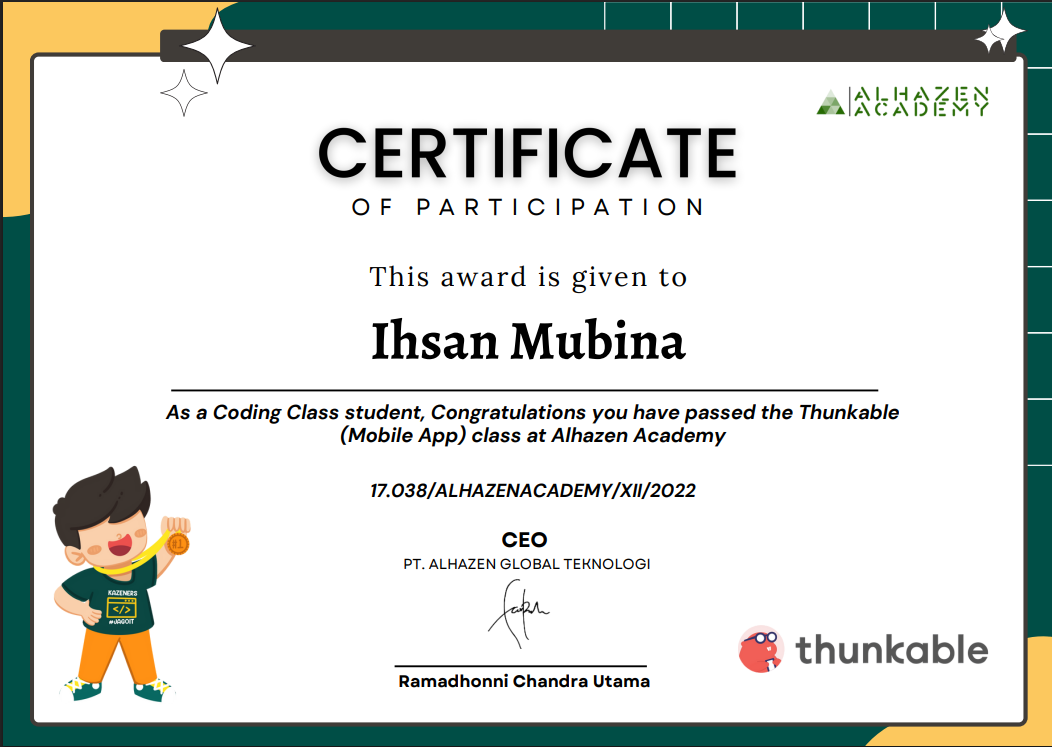 ALHAZEN
ACADEMY
CERTIFICATE
OF PARTICIPATION
This award is given to
Ihsan Mubina
As a Coding Class student, Congratulations you have passed the Thunkable
(Mobile App) class at Alhazen Academy
17.038/ALHAZENACADEMY/XII/2022
CEO
PT. ALHAZEN GLOBAL TEKNOLOGI
Ramadhonni Chandra Utama
#1
KAZENERS
</>
#JAGOIT
thunkable